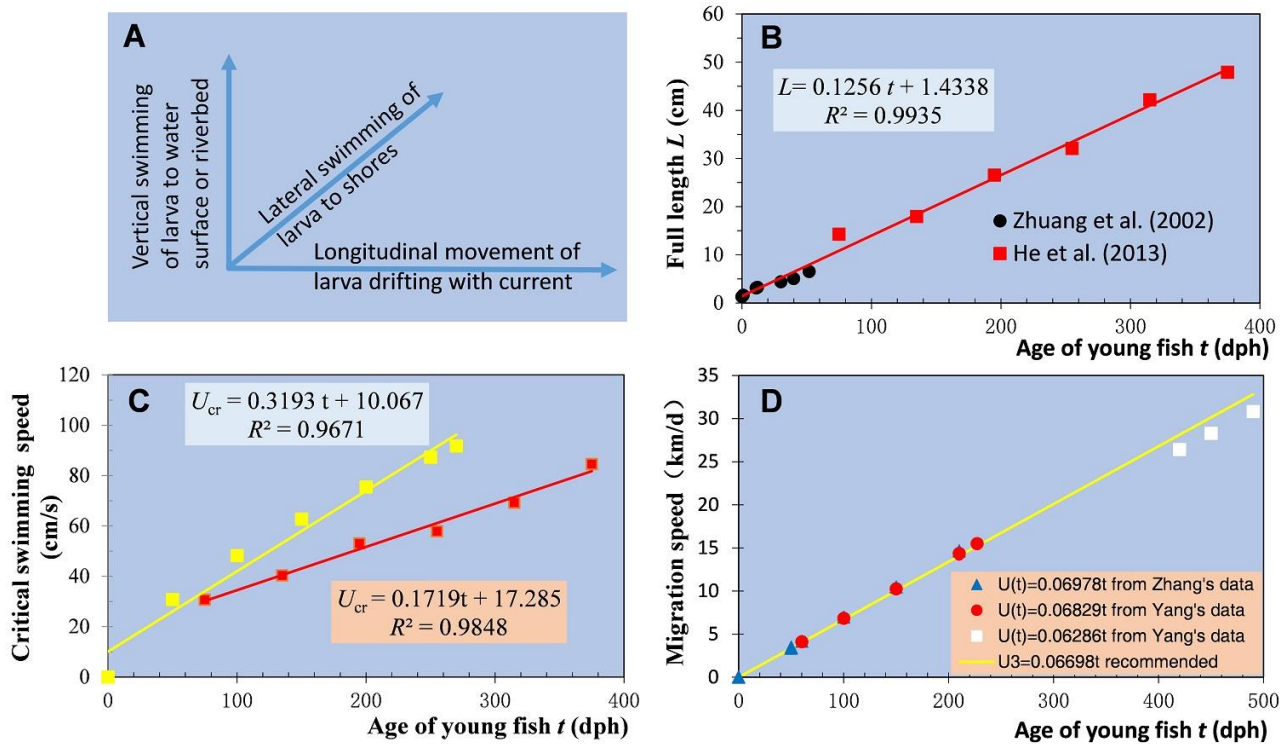 A
Vertical swimming
of larva to water
surface or riverbed
Lateral swimming of
larva to shores
Longitudinal movement of
larva drifting with current
B
60
50
40
30
20
10
0
Full length L (cm)
L= 0.1256 t + 1.4338
R² = 0.9935
Zhuang et al. (2002)
He et al. (2013)
0 100 200 300 400
Age of young fish t (dph)
C
120
100
80
60
40
20
0
Critical swimming speed
(cm/s)
Ucr = 0.3193 t + 10.067
R² = 0.9671
Ucr = 0.1719t + 17.285
R² = 0.9848
0 100 200 300 400
Age of young fish t (dph)
D
35
30
25
20
15
10
5
0
Migration speed（km/d）
U(t)=0.06978t from Zhang's data
U(t)=0.06829t from Yang's data
U(t)=0.06286t from Yang's data
U3=0.06698t recommended
0 100 200 300 400 500
Age of young fish t (dph)